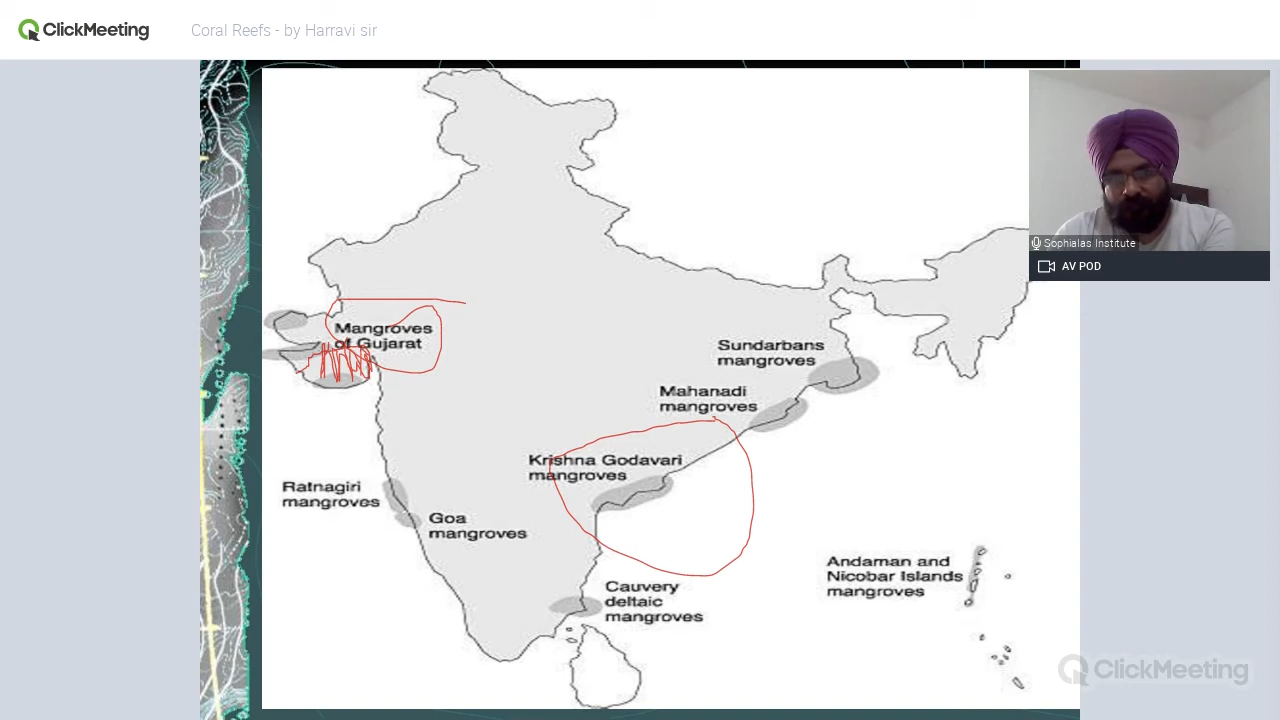 ClickMeeting
Coral Reefs - by Harravi sir
Sophialas Institute
AV POD
Mangroves
of Gujarat
Sundarbans
mangroves
Mahanadi
mangroves
Krishna Godavari
mangroves
Ratnagiri
mangroves
Goa
mangroves
Andaman and
Nicobar Islands
mangroves
Cauvery
deltaic
mangroves
ClickMeeting